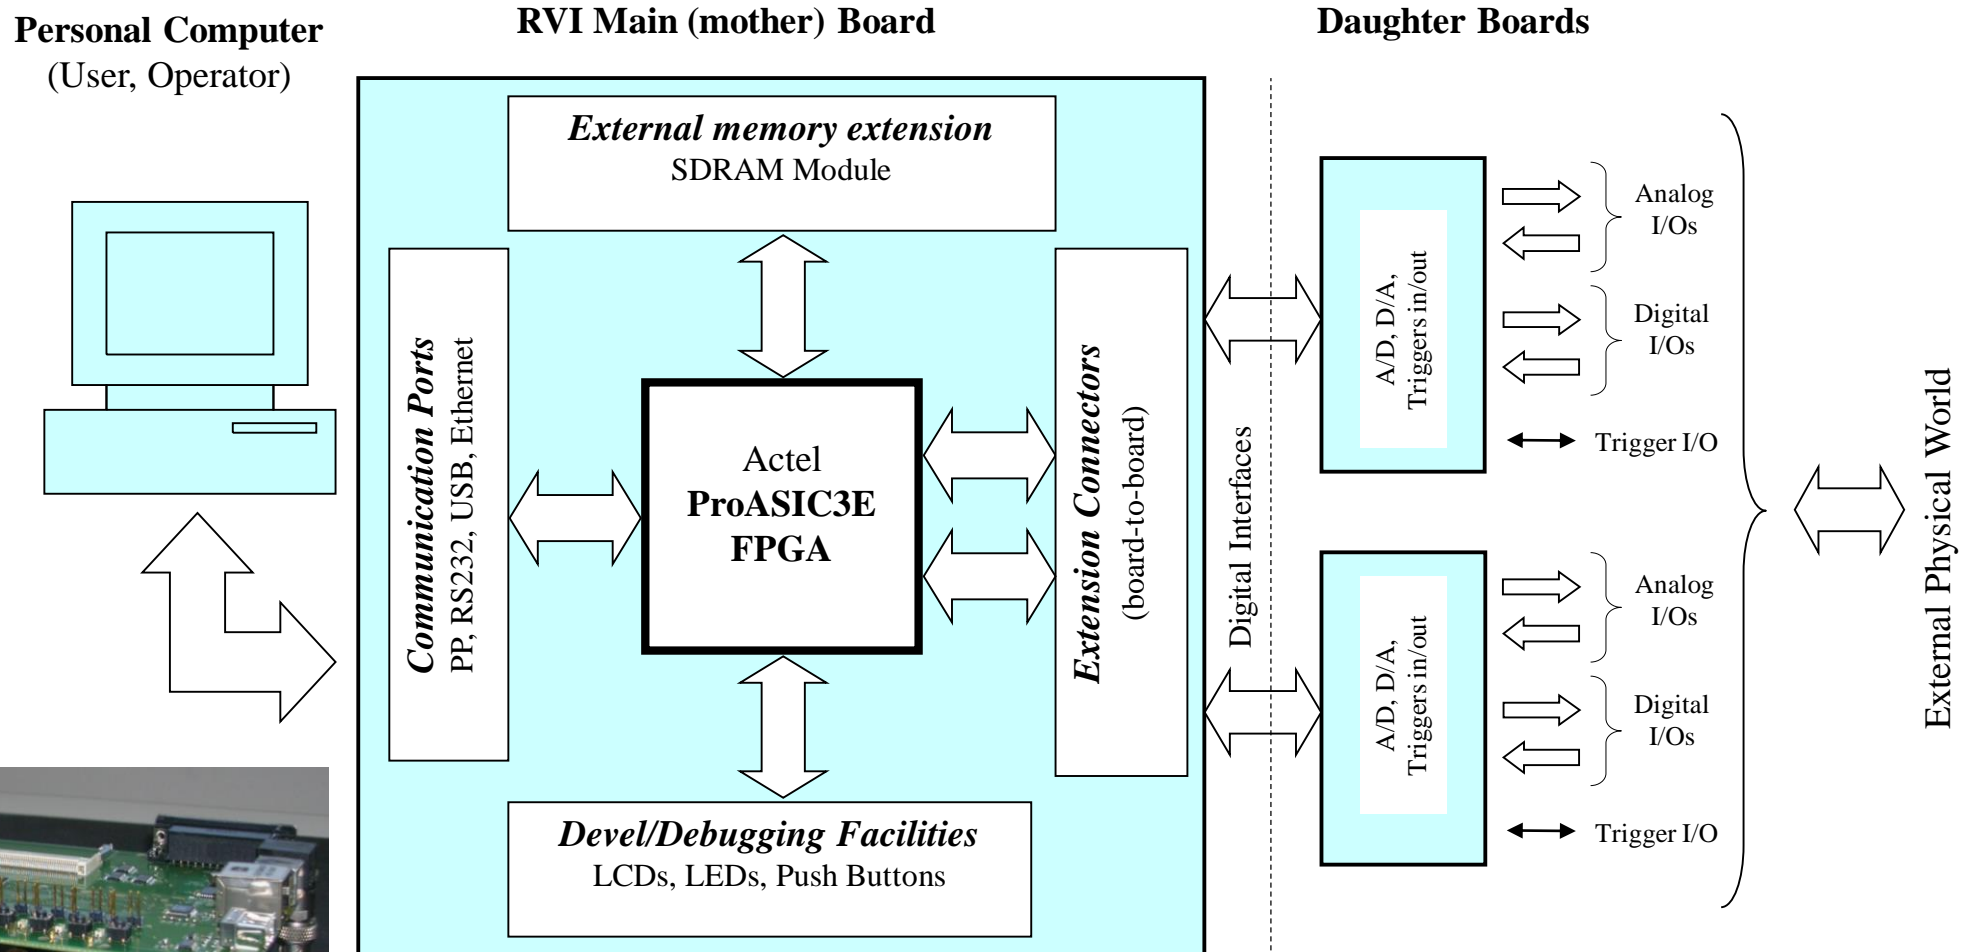 Personal Computer
(User, Operator)
RVI Main (mother) Board
Daughter Boards
External memory extension
SDRAM Module
Communication Ports
PP, RS232, USB, Ethernet
Actel
ProASIC3E
FPGA
Extension Connectors
(board-to-board)
Devel/Debugging Facilities
LCDs, LEDs, Push Buttons
Digital Interfaces
A/D, D/A,
Triggers in/out
Analog
I/Os
Digital
I/Os
Trigger I/O
A/D, D/A,
Triggers in/out
Analog
I/Os
Digital
I/Os
Trigger I/O
External Physical World